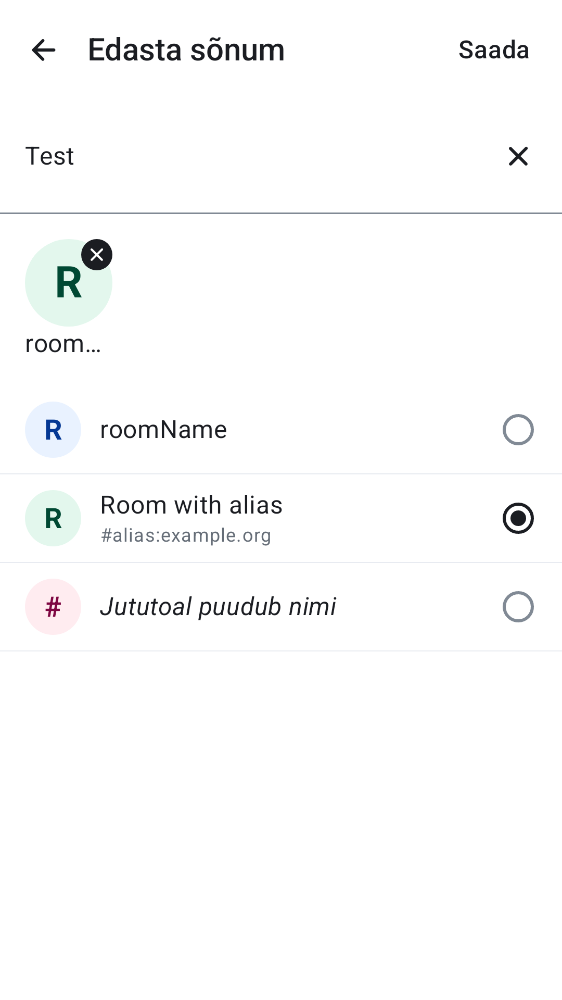 Edasta sõnum
Saada
Test
R
room…
R
roomName
R
Room with alias
#alias:example.org
#
Jututoal puudub nimi